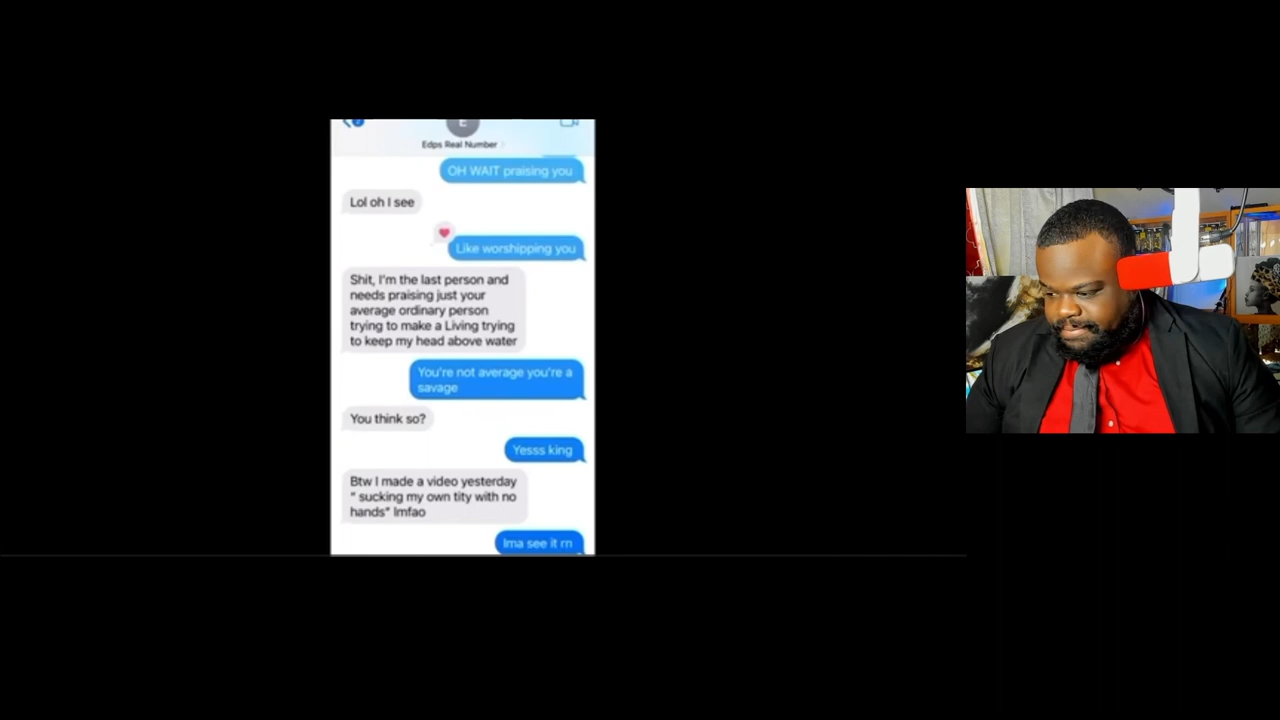 E
Edps Real Number
OH WAIT praising you
Lol oh I see
Like worshipping you
Shit, I'm the last person and
needs praising just your
average ordinary person
trying to make a Living trying
to keep my head above water
You're not average you're a
savage
You think so?
Yesss king
Btw I made a video yesterday
" sucking my own tity with no
hands" lmfao
Ima see it rn